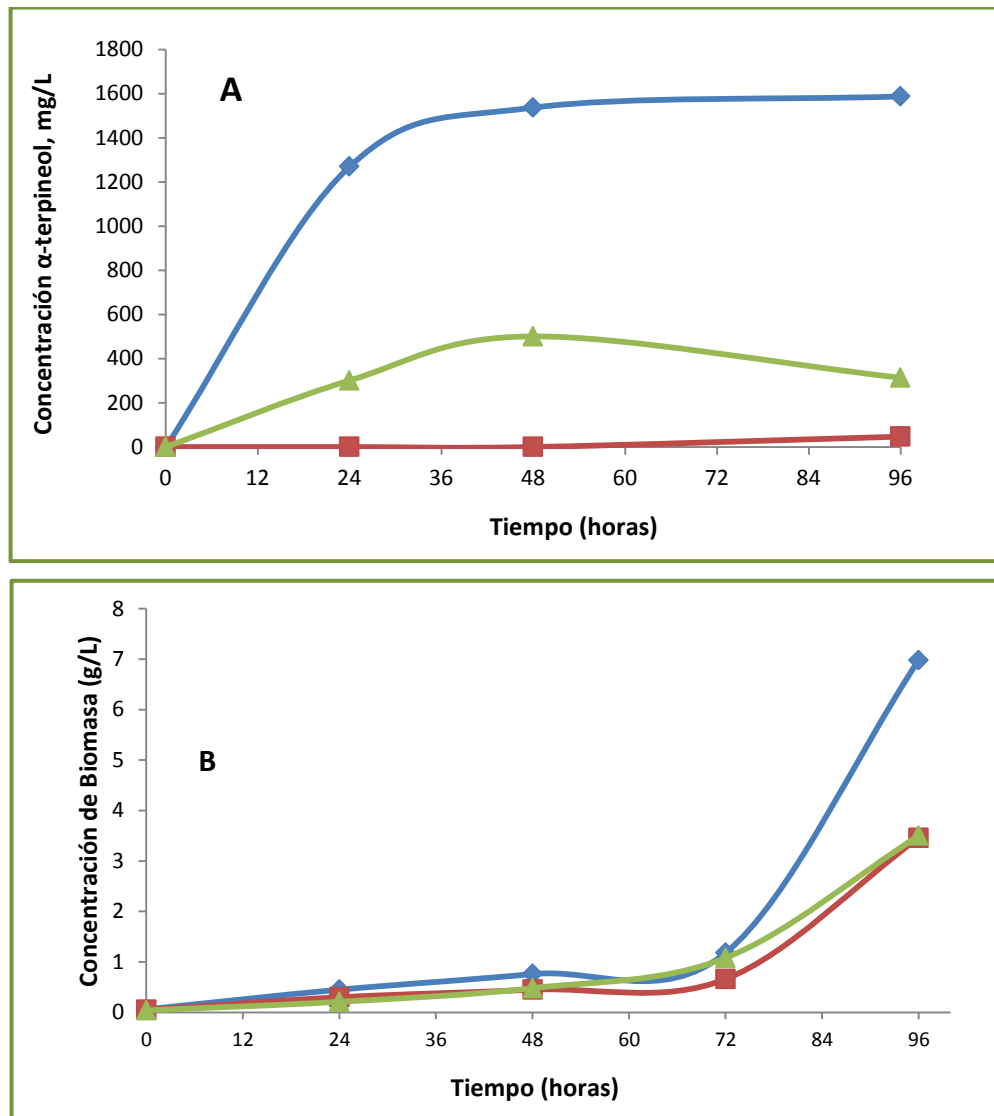 A
Concentración α-terpineol, mg/L
1800
1600
1400
1200
1000
800
600
400
200
0
0 12 24 36 48 60 72 84 96
Tiempo (horas)
B
Concentración de Biomasa (g/L)
8
7
6
5
4
3
2
1
0
0 12 24 36 48 60 72 84 96
Tiempo (horas)